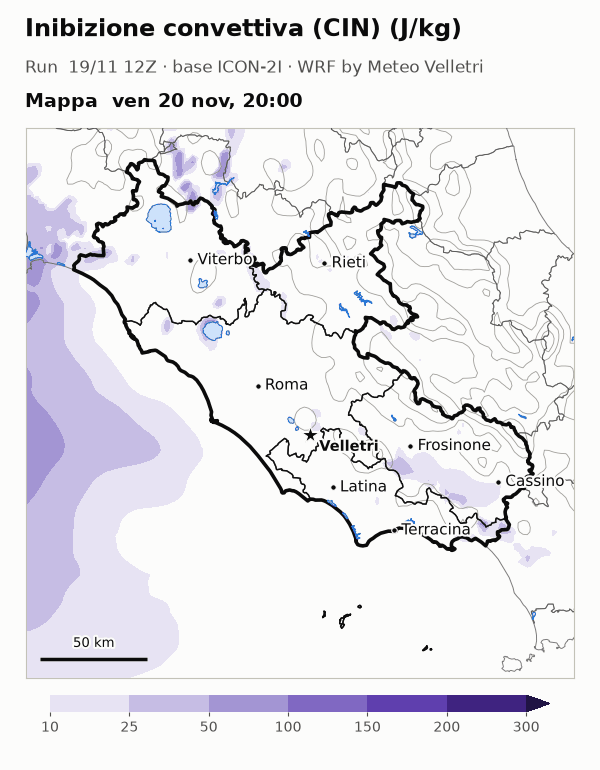 Inibizione convettiva (CIN) (J/kg)
Run 19/11 12Z · base ICON-2I · WRF by Meteo Velletri
Mappa ven 20 nov, 20:00
Viterbo
Rieti
Roma
Velletri
Frosinone
Latina
Cassino
Terracina
50 km
10 25 50 100 150 200 300